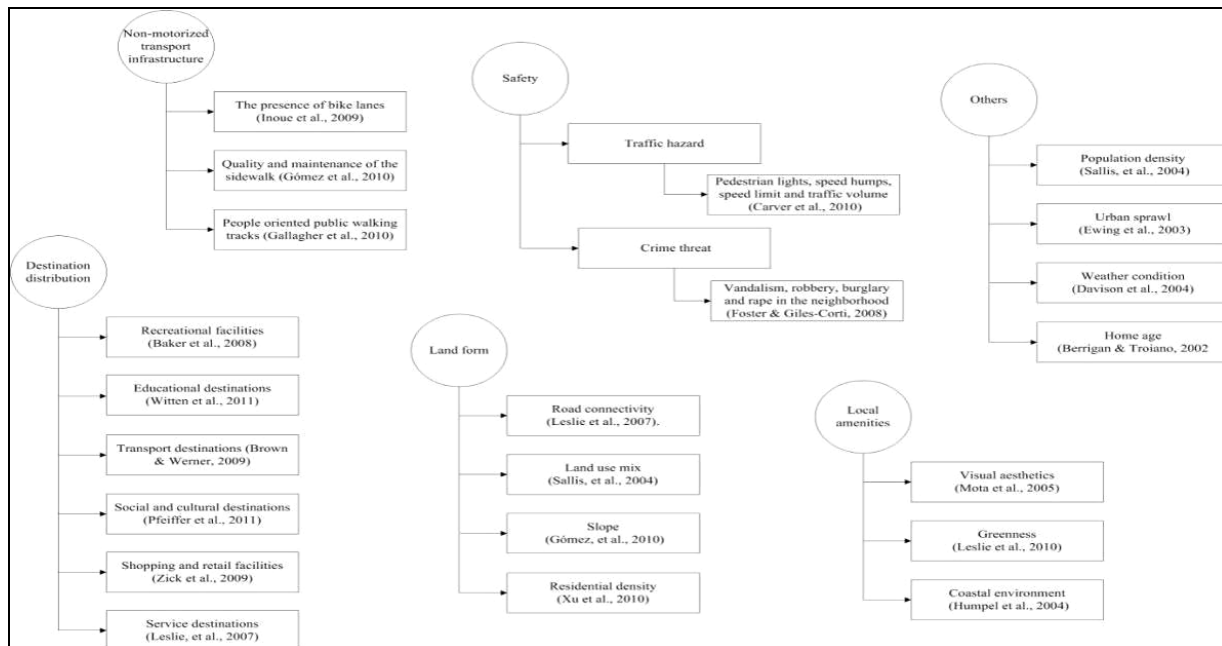 Non-motorized
transport
infrastructure
The presence of bike lanes
(Inoue et al., 2009)
Quality and maintenance of the
sidewalk (Gómez et al., 2010)
People oriented public walking
tracks (Gallagher et al., 2010)
Destination
distribution
Recreational facilities
(Baker et al., 2008)
Educational destinations
(Witten et al., 2011)
Transport destinations (Brown
& Werner, 2009)
Social and cultural destinations
(Pfeiffer et al., 2011)
Shopping and retail facilities
(Zick et al., 2009)
Service destinations
(Leslie, et al., 2007)
Safety
Traffic hazard
Pedestrian lights, speed humps,
speed limit and traffic volume
(Carver et al., 2010)
Crime threat
Vandalism, robbery, burglary
and rape in the neighborhood
(Foster & Giles-Corti, 2008)
Land form
Road connectivity
(Leslie et al., 2007).
Land use mix
(Sallis, et al., 2004)
Slope
(Gómez, et al., 2010)
Residential density
(Xu et al., 2010)
Others
Population density
(Sallis, et al., 2004)
Urban sprawl
(Ewing et al., 2003)
Weather condition
(Davison et al., 2004)
Home age
(Berrigan & Troiano, 2002
Local
amenities
Visual aesthetics
(Mota et al., 2005)
Greenness
(Leslie et al., 2010)
Coastal environment
(Humpel et al., 2004)